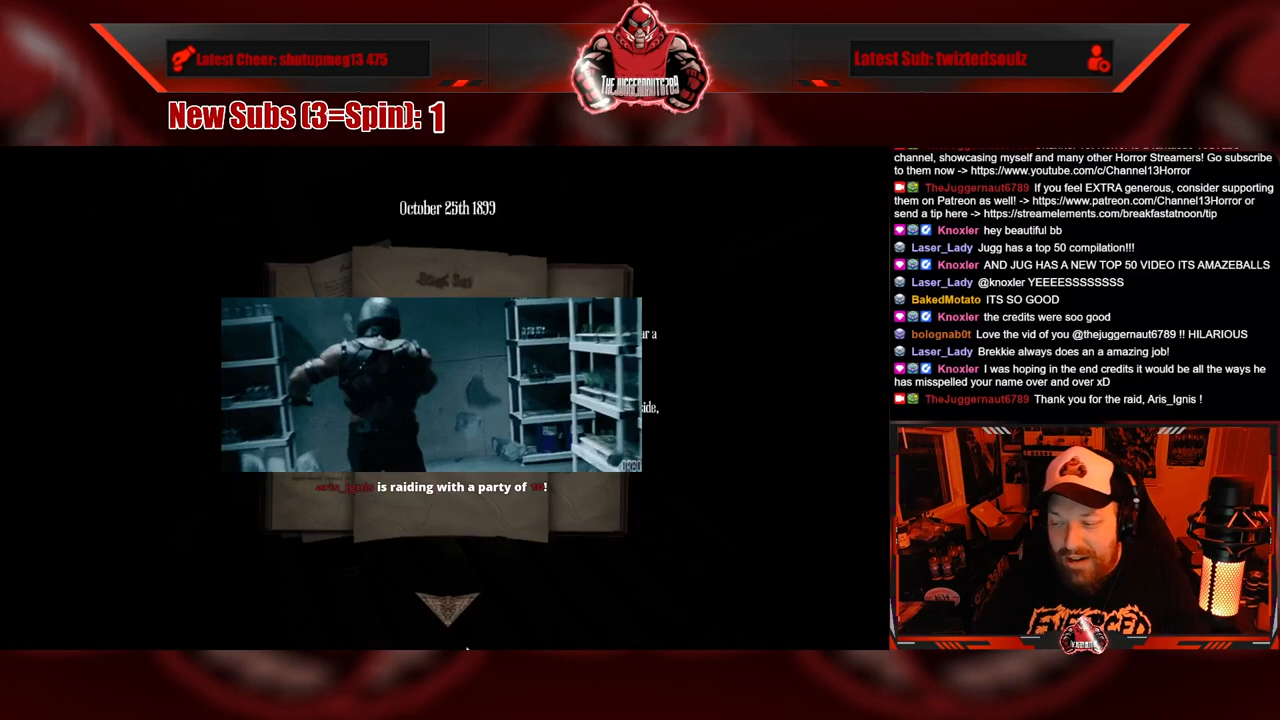 Latest Cheer: shutupmeg13 475
THEJUGGERNAUT6789
Latest Sub: twiztedsoulz
New Subs (3=Spin): 1
October 25th 1899
ar a
ide,
aris_ignis is raiding with a party of !
channel, showcasing myself and many other Horror Streamers! Go subscribe
to them now -> https://www.youtube.com/c/Channel13Horror
TheJuggernaut6789 If you feel EXTRA generous, consider supporting
them on Patreon as well! -> https://www.patreon.com/Channel13Horror or
send a tip here -> https://streamelements.com/breakfastatnoon/tip
Knoxler hey beautiful bb
Laser_Lady Jugg has a top 50 compilation!!!
Knoxler AND JUG HAS A NEW TOP 50 VIDEO ITS AMAZEBALLS
Laser_Lady @knoxler YEEEESSSSSSSS
BakedMotato ITS SO GOOD
Knoxler the credits were soo good
bolognab0t Love the vid of you @thejuggernaut6789 !! HILARIOUS
Laser_Lady Brekkie always does an a amazing job!
Knoxler I was hoping in the end credits it would be all the ways he
has misspelled your name over and over xD
TheJuggernaut6789 Thank you for the raid, Aris_Ignis !